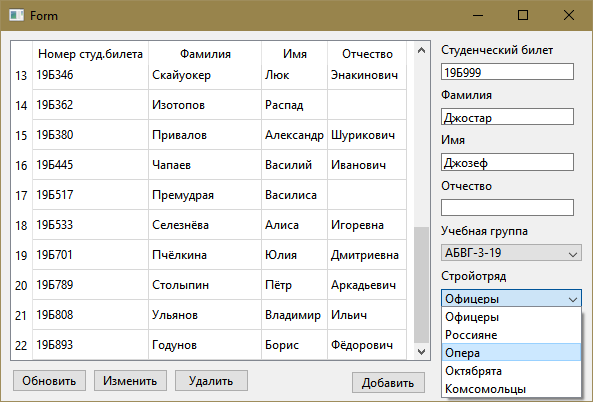 Form
Номер студ.билета Фамилия Имя Отчество
13 19Б346 Скайуокер Люк Энакинович
14 19Б362 Изотопов Распад
15 19Б380 Привалов Александр Шурикович
16 19Б445 Чапаев Василий Иванович
17 19Б517 Премудрая Василиса
18 19Б533 Селезнёва Алиса Игоревна
19 19Б701 Пчёлкина Юлия Дмитриевна
20 19Б789 Столыпин Пётр Аркадьевич
21 19Б808 Ульянов Владимир Ильич
22 19Б893 Годунов Борис Фёдорович
Обновить Изменить Удалить Добавить
Студенческий билет
19Б999
Фамилия
Джостар
Имя
Джозеф
Отчество
Учебная группа
АБВГ-3-19
Стройотряд
Офицеры
Офицеры
Россияне
Опера
Октябрята
Комсомольцы